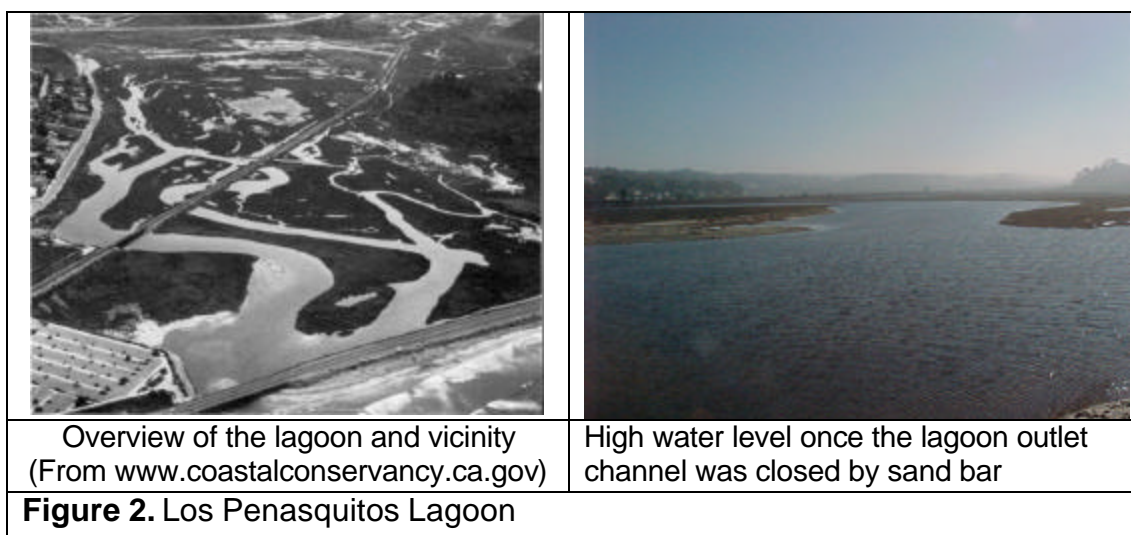 Overview of the lagoon and vicinity
(From www.coastalconservancy.ca.gov)
High water level once the lagoon outlet
channel was closed by sand bar
Figure 2. Los Penasquitos Lagoon